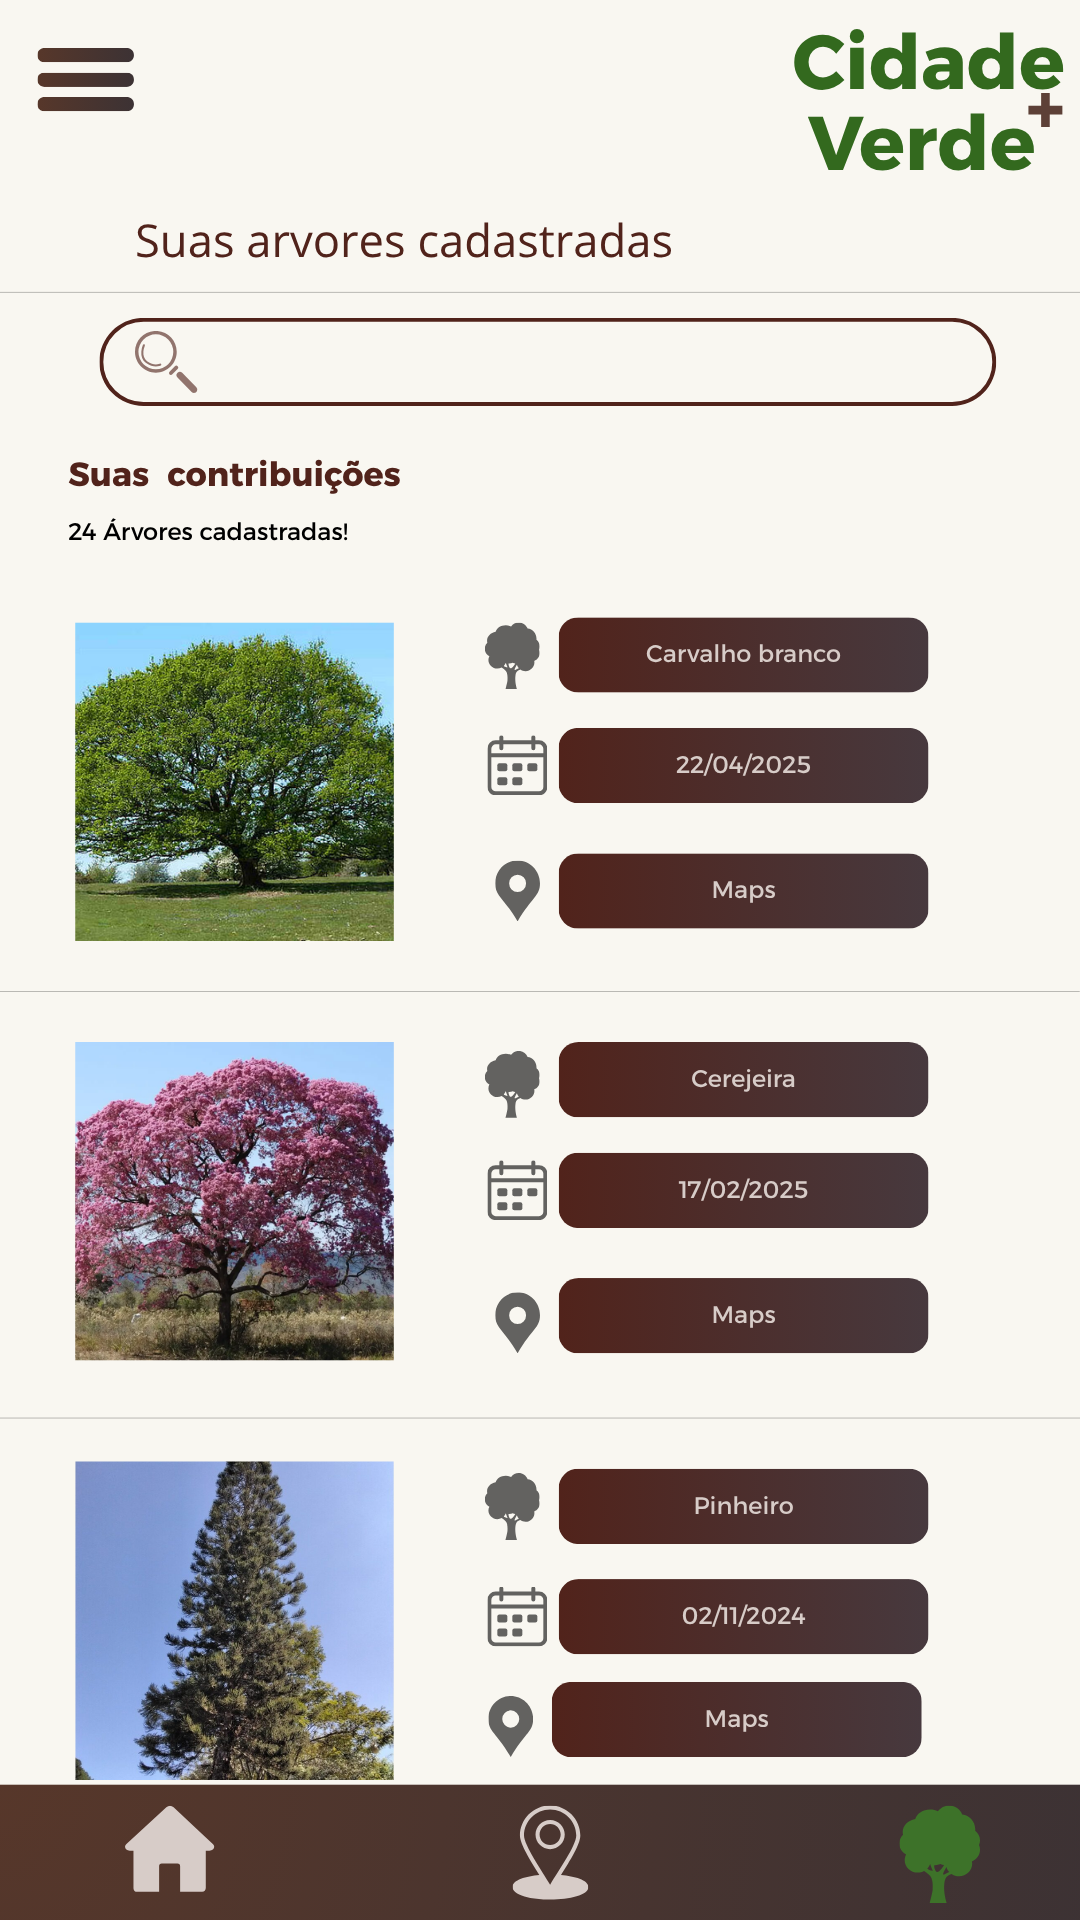 Cidade
Verde+
Suas arvores cadastradas
Suas contribuições
24 Árvores cadastradas!
Carvalho branco
22/04/2025
Maps
Cerejeira
17/02/2025
Maps
Pinheiro
02/11/2024
Maps